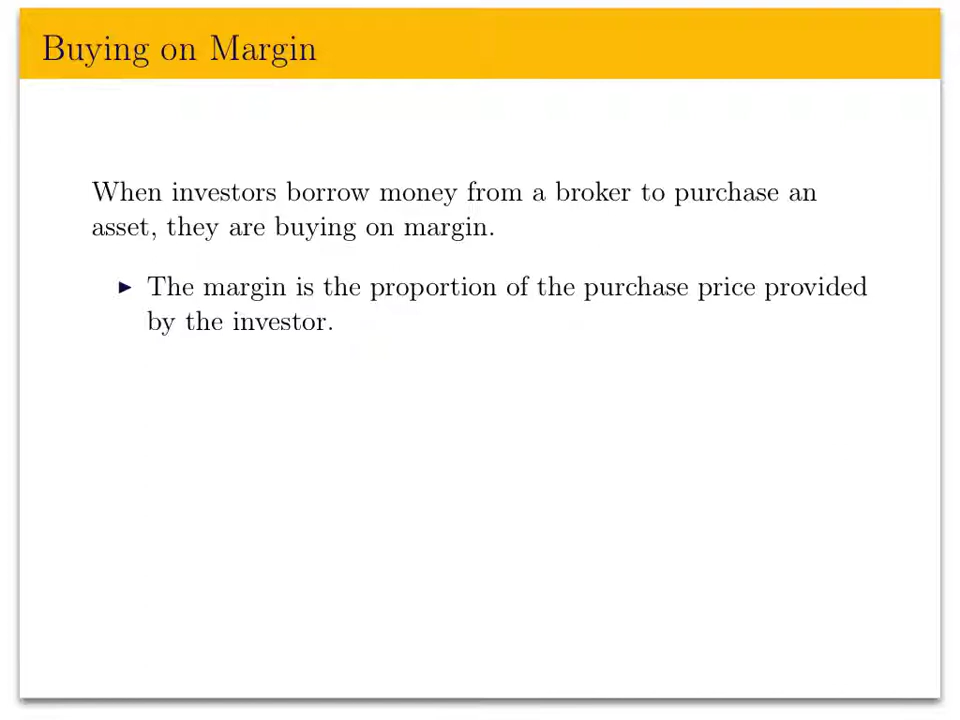 Buying on Margin
When investors borrow money from a broker to purchase an
asset, they are buying on margin.
▶ The margin is the proportion of the purchase price provided
by the investor.